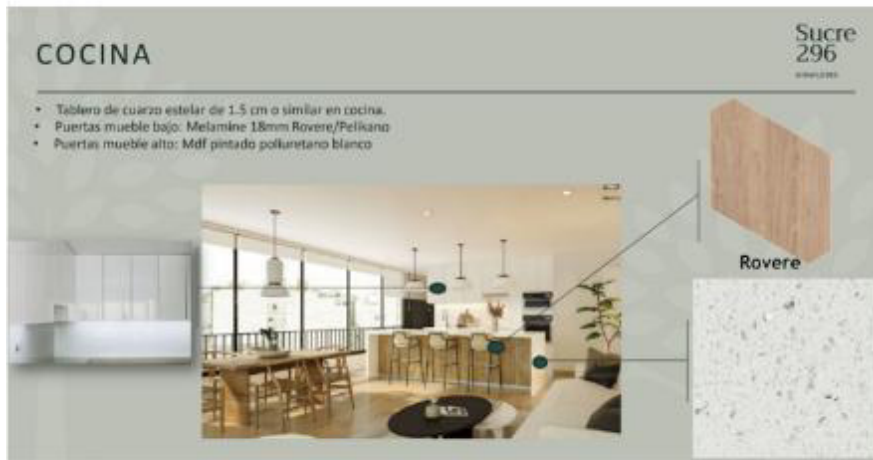 COCINA
Sucre
296
• Tablero de cuarzo estelar de 1.5 cm o similar en cocina.
• Puertas mueble bajo: Melamine 18mm Rovere/Pelikano
• Puertas mueble alto: Mdf pintado poliuretano blanco
Rovere